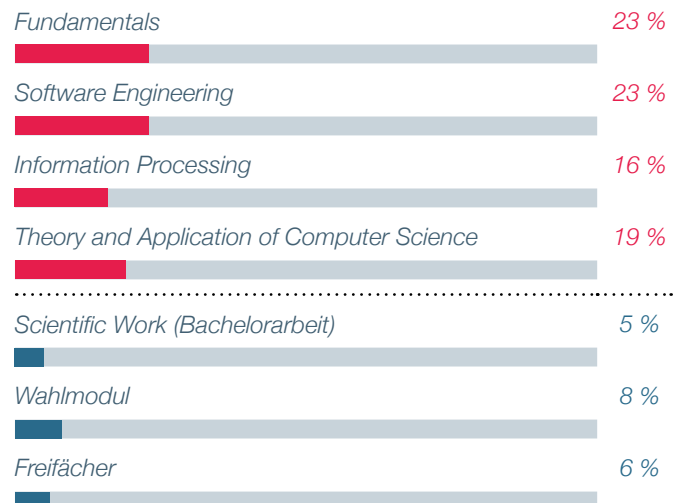 Fundamentals 23 %
Software Engineering 23 %
Information Processing 16 %
Theory and Application of Computer Science 19 %
Scientific Work (Bachelorarbeit) 5 %
Wahlmodul 8 %
Freifächer 6 %